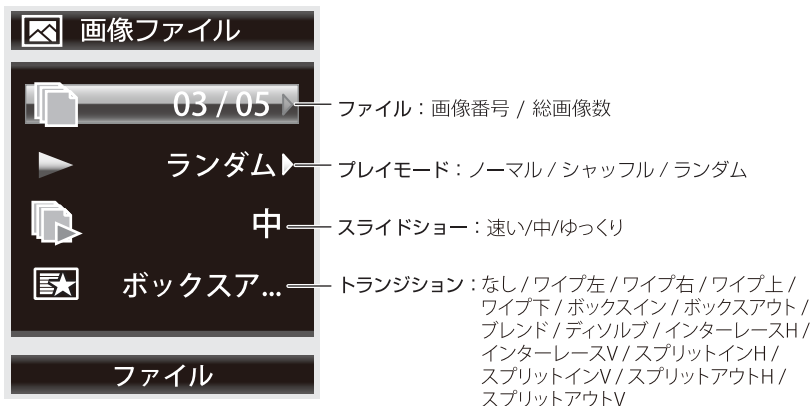 画像ファイル
03 / 05
ファイル：画像番号 / 総画像数
ランダム
プレイモード：ノーマル / シャッフル / ランダム
中
スライドショー：速い/中/ゆっくり
ボックスア...
トランジション：なし / ワイプ左 / ワイプ右 / ワイプ上 /
ワイプ下 / ボックスイン / ボックスアウト /
ブレンド / ディソルブ / インターレースH /
インターレースV / スプリットインH /
スプリットインV / スプリットアウトH /
スプリットアウトV
ファイル